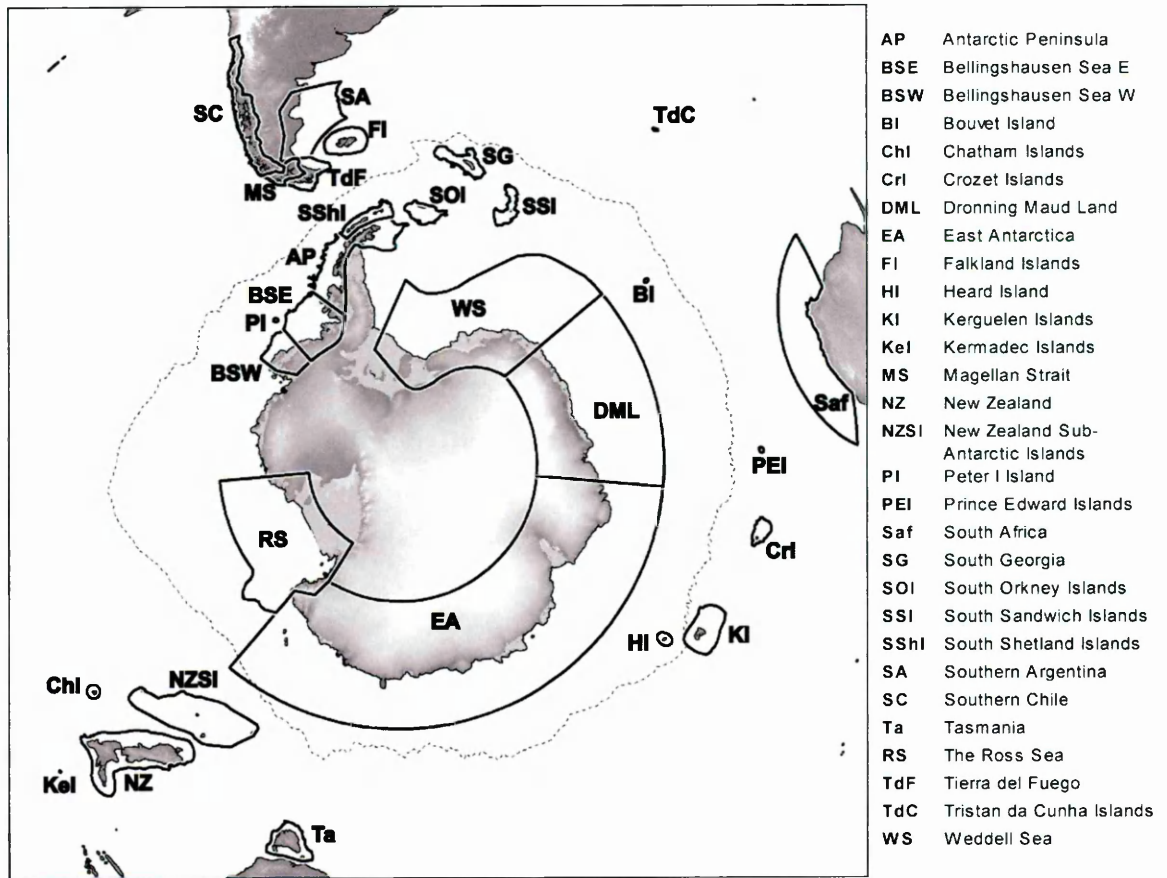 SC
SA
FI
TdC
SG
MS
TdF
SOI
SSI
SShI
AP
BSE
WS
BI
PI
BSW
DML
Saf
PEI
RS
CrI
EA
HI
KI
ChI
NZSI
KeI
NZ
Ta
AP Antarctic Peninsula
BSE Bellingshausen Sea E
BSW Bellingshausen Sea W
BI Bouvet Island
ChI Chatham Islands
CrI Crozet Islands
DML Dronning Maud Land
EA East Antarctica
FI Falkland Islands
HI Heard Island
KI Kerguelen Islands
KeI Kermadec Islands
MS Magellan Strait
NZ New Zealand
NZSI New Zealand Sub-
Antarctic Islands
PI Peter I Island
PEI Prince Edward Islands
Saf South Africa
SG South Georgia
SOI South Orkney Islands
SSI South Sandwich Islands
SShI South Shetland Islands
SA Southern Argentina
SC Southern Chile
Ta Tasmania
RS The Ross Sea
TdF Tierra del Fuego
TdC Tristan da Cunha Islands
WS Weddell Sea